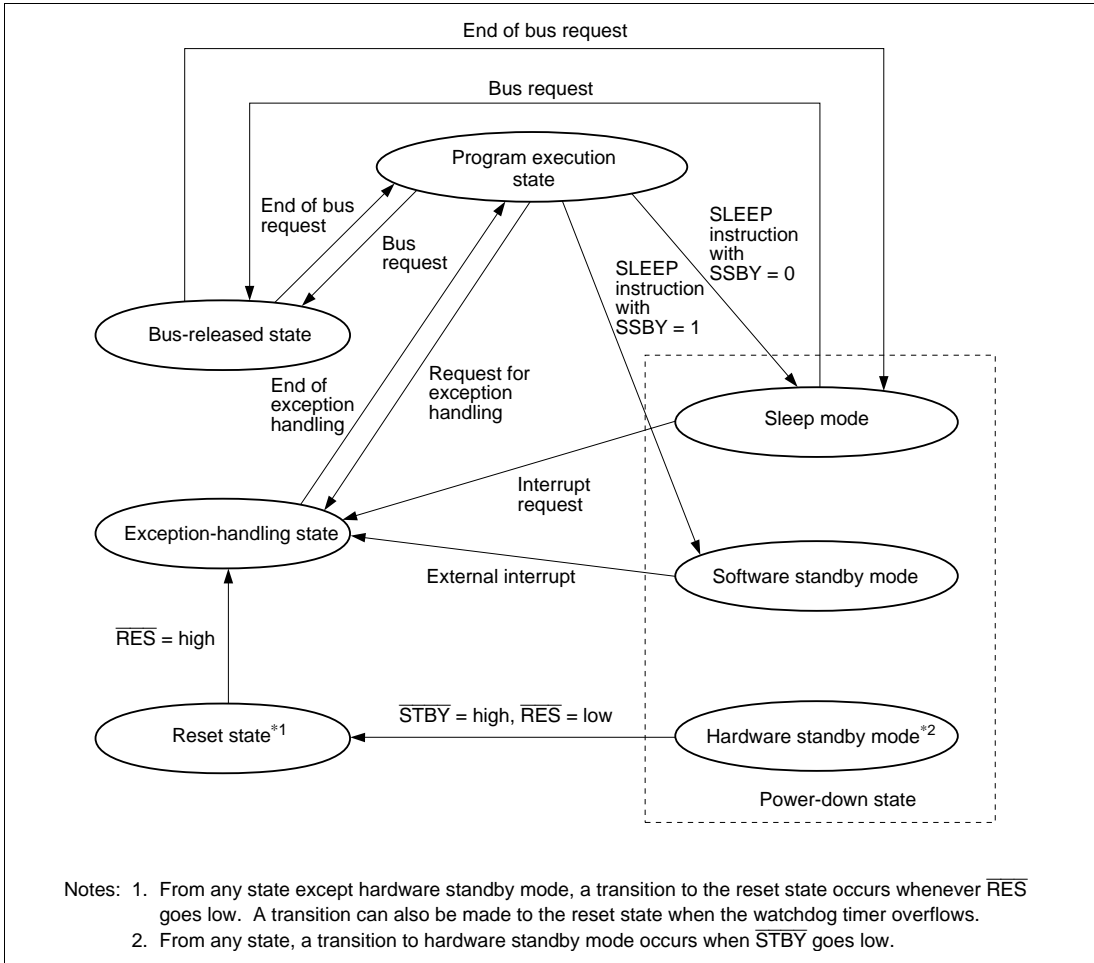 End of bus request
Bus request
Program execution
state
End of bus
request
Bus
request
SLEEP
instruction
with
SSBY = 0
SLEEP
instruction
with
SSBY = 1
Bus-released state
End of
exception
handling
Request for
exception
handling
Sleep mode
Interrupt
request
Exception-handling state
External interrupt
Software standby mode
R̅E̅S̅ = high
S̅T̅B̅Y̅ = high, R̅E̅S̅ = low
Reset state*1
Hardware standby mode*2
Power-down state
Notes: 1. From any state except hardware standby mode, a transition to the reset state occurs whenever R̅E̅S̅
goes low. A transition can also be made to the reset state when the watchdog timer overflows.
2. From any state, a transition to hardware standby mode occurs when S̅T̅B̅Y̅ goes low.